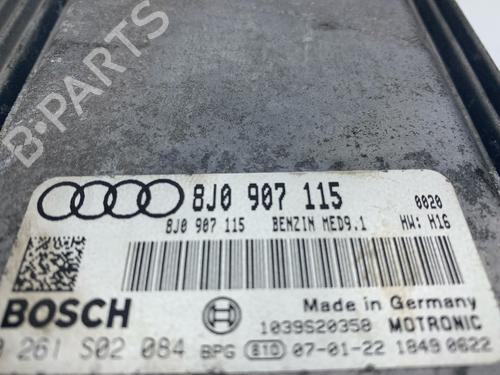 B-PARTS
8J0 907 115
0020
8J0 907 115 BENZIN MED9.1 HW: H16
BOSCH
Made in Germany
1039S20358 MOTRONIC
0 261 S02 084 BPG 810 07-01-22 1849 0622